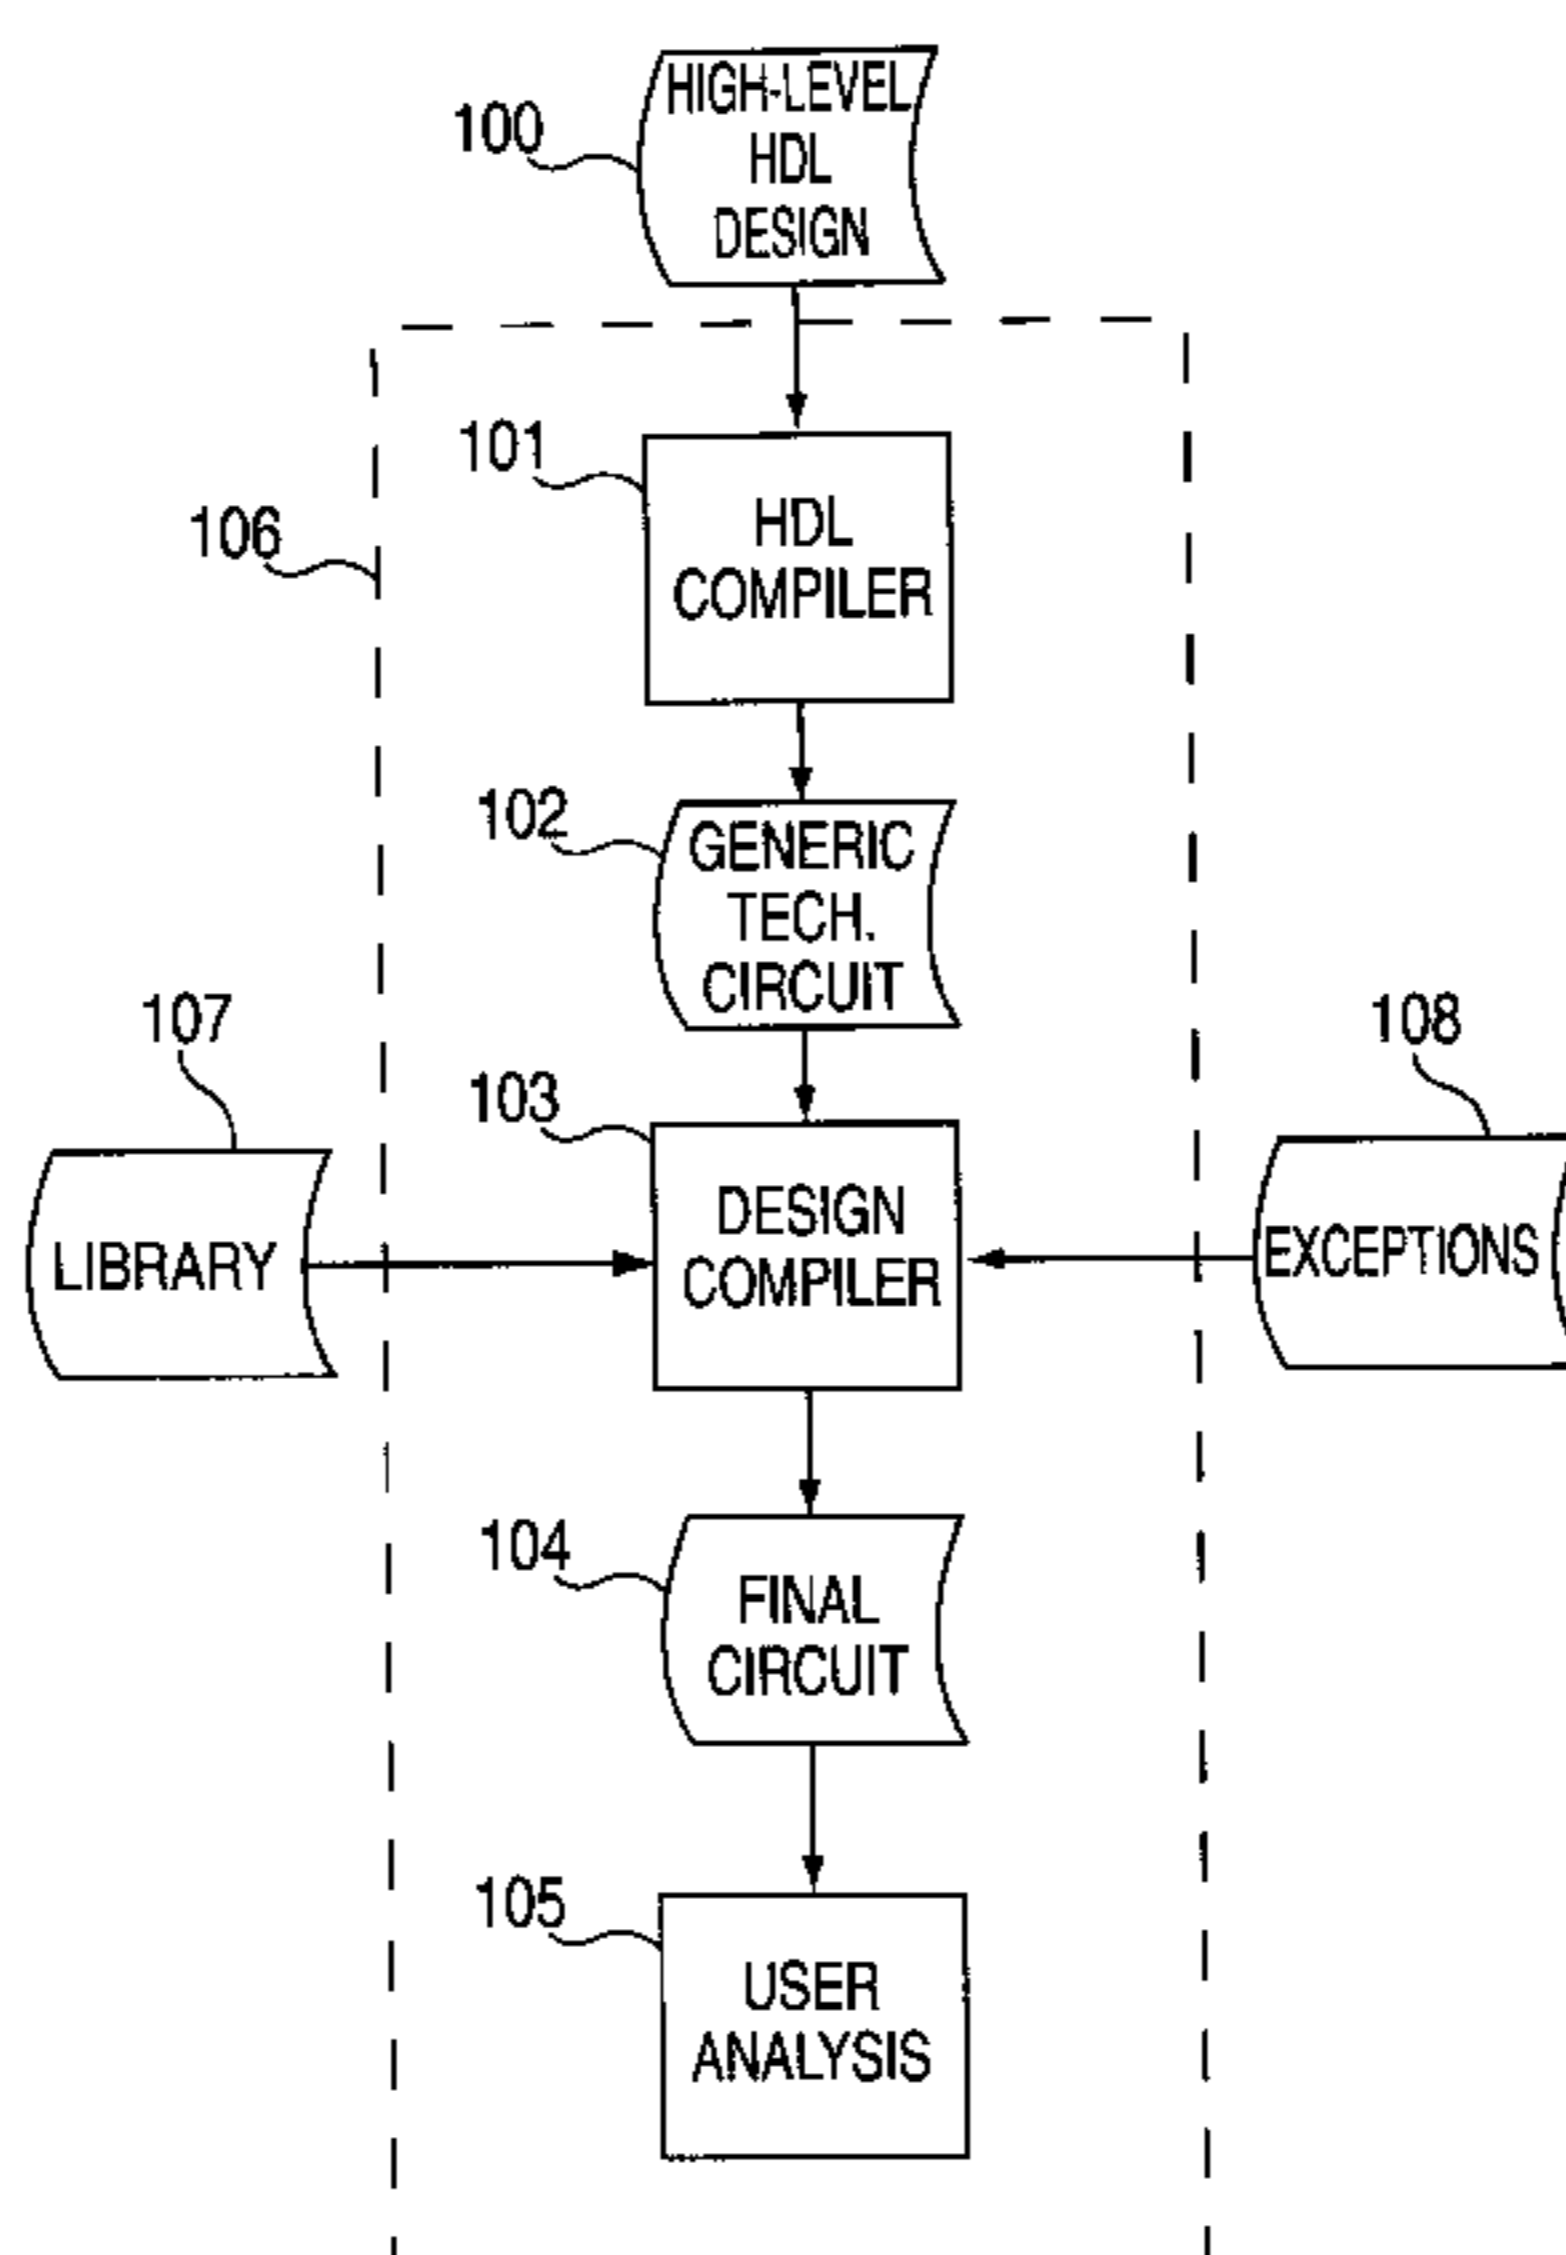 100
HIGH-LEVEL
HDL
DESIGN
101
HDL
COMPILER
106
102
GENERIC
TECH.
CIRCUIT
107
108
103
LIBRARY
DESIGN
COMPILER
EXCEPTIONS
104
FINAL
CIRCUIT
105
USER
ANALYSIS